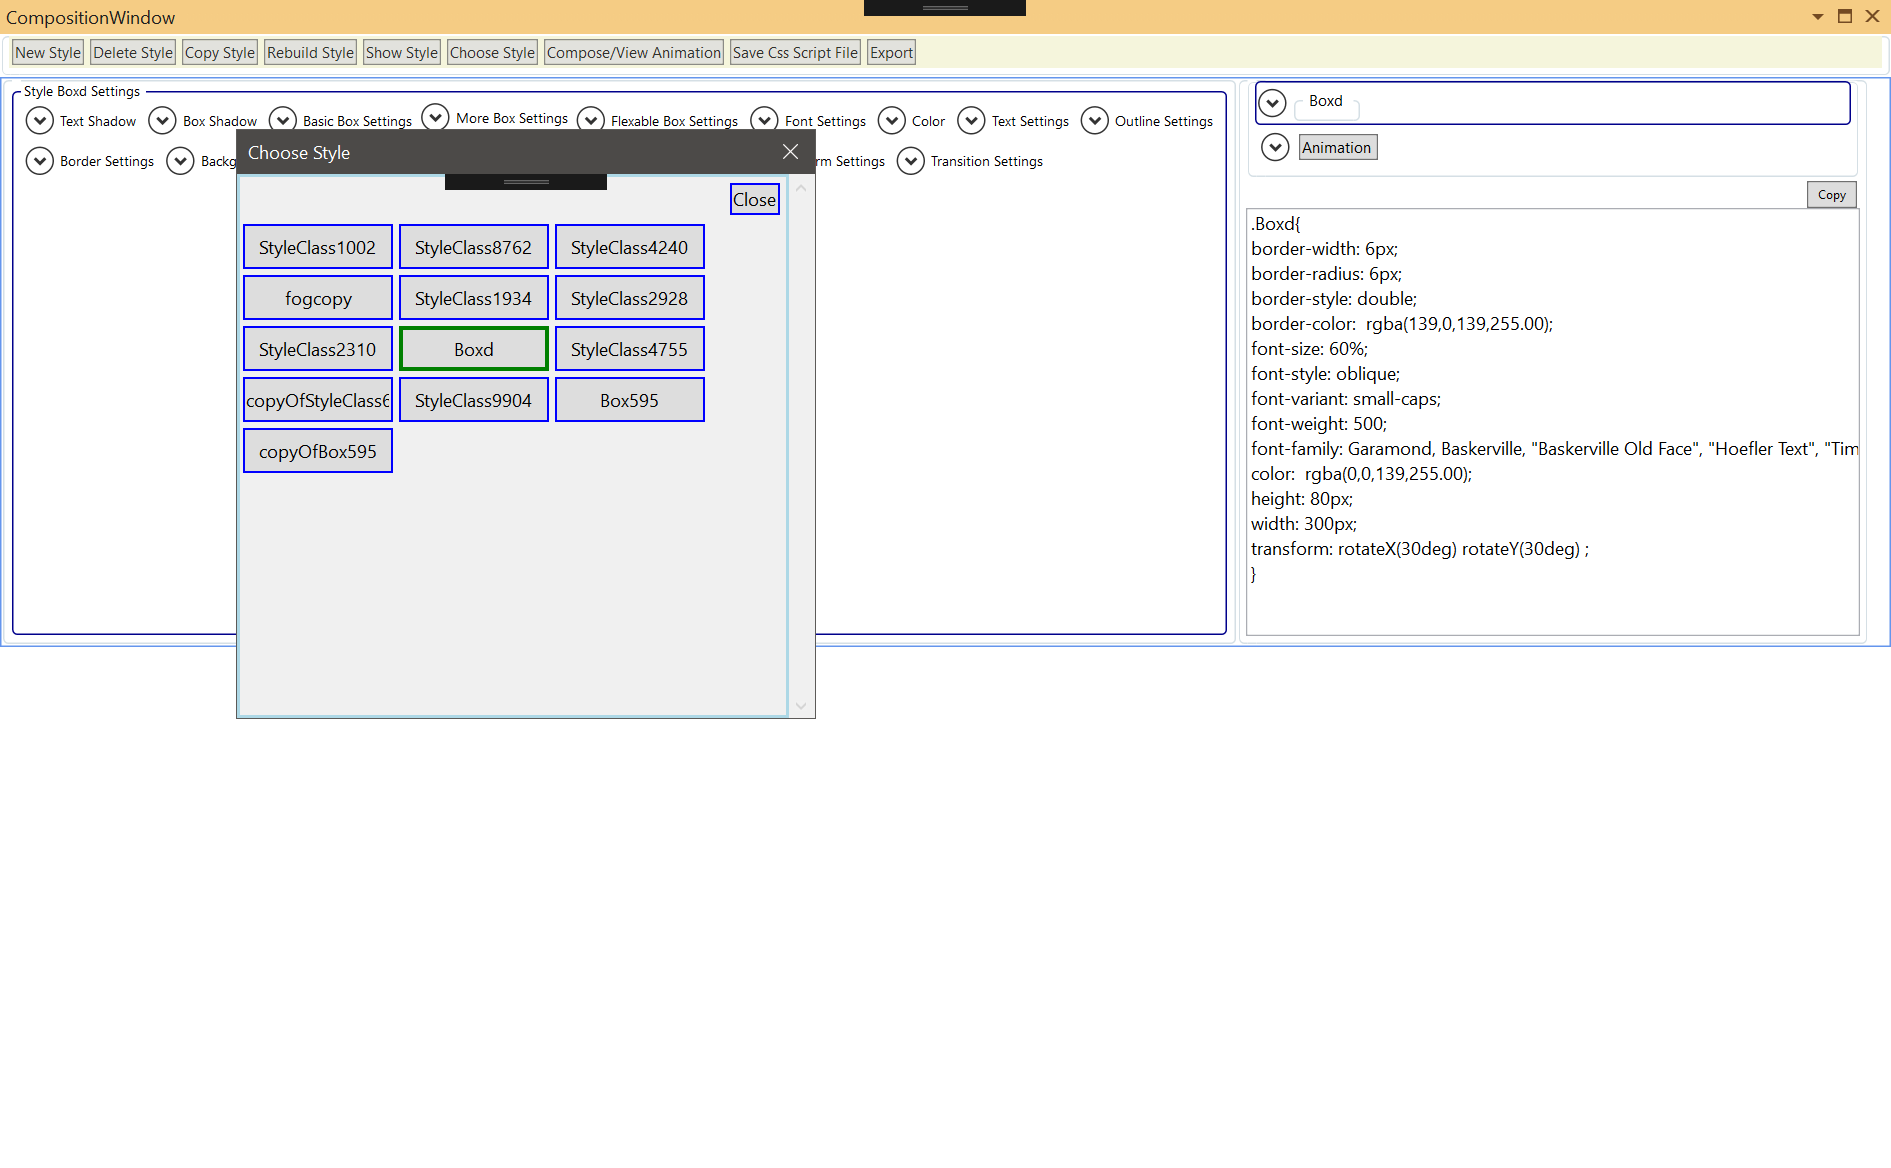 CompositionWindow
New Style Delete Style Copy Style Rebuild Style Show Style Choose Style Compose/View Animation Save Css Script File Export
Style Boxd Settings
Text Shadow Box Shadow Basic Box Settings More Box Settings Flexable Box Settings Font Settings Color Text Settings Outline Settings
Border Settings Backg rm Settings Transition Settings
Choose Style
Close
StyleClass1002 StyleClass8762 StyleClass4240
fogcopy StyleClass1934 StyleClass2928
StyleClass2310 Boxd StyleClass4755
copyOfStyleClass6 StyleClass9904 Box595
copyOfBox595
Boxd
Animation
Copy
.Boxd{
border-width: 6px;
border-radius: 6px;
border-style: double;
border-color:  rgba(139,0,139,255.00);
font-size: 60%;
font-style: oblique;
font-variant: small-caps;
font-weight: 500;
font-family: Garamond, Baskerville, "Baskerville Old Face", "Hoefler Text", "Tim
color:  rgba(0,0,139,255.00);
height: 80px;
width: 300px;
transform: rotateX(30deg) rotateY(30deg) ;
}